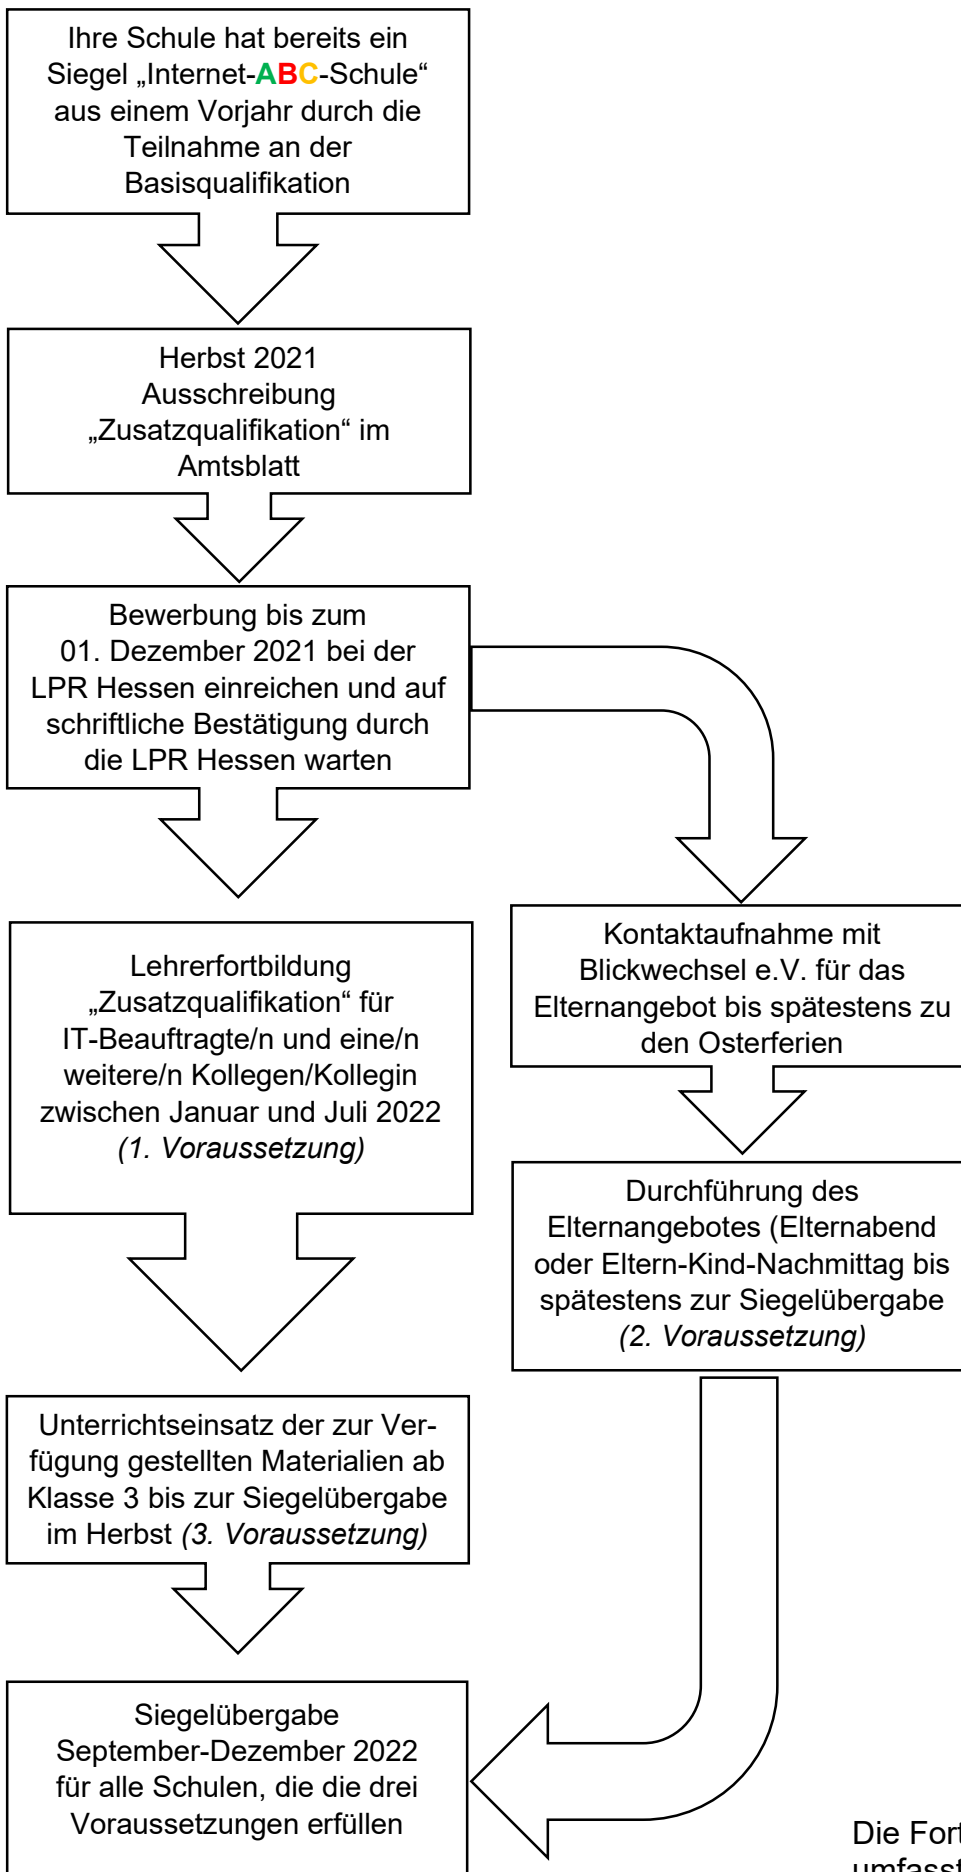 Ihre Schule hat bereits ein
Siegel „Internet-ABC-Schule“
aus einem Vorjahr durch die
Teilnahme an der
Basisqualifikation
Herbst 2021
Ausschreibung
„Zusatzqualifikation“ im
Amtsblatt
Bewerbung bis zum
01. Dezember 2021 bei der
LPR Hessen einreichen und auf
schriftliche Bestätigung durch
die LPR Hessen warten
Lehrerfortbildung
„Zusatzqualifikation“ für
IT-Beauftragte/n und eine/n
weitere/n Kollegen/Kollegin
zwischen Januar und Juli 2022
(1. Voraussetzung)
Kontaktaufnahme mit
Blickwechsel e.V. für das
Elternangebot bis spätestens zu
den Osterferien
Durchführung des
Elternangebotes (Elternabend
oder Eltern-Kind-Nachmittag bis
spätestens zur Siegelübergabe
(2. Voraussetzung)
Unterrichtseinsatz der zur Ver-
fügung gestellten Materialien ab
Klasse 3 bis zur Siegelübergabe
im Herbst (3. Voraussetzung)
Siegelübergabe
September-Dezember 2022
für alle Schulen, die die drei
Voraussetzungen erfüllen
Die Fort
umfasst